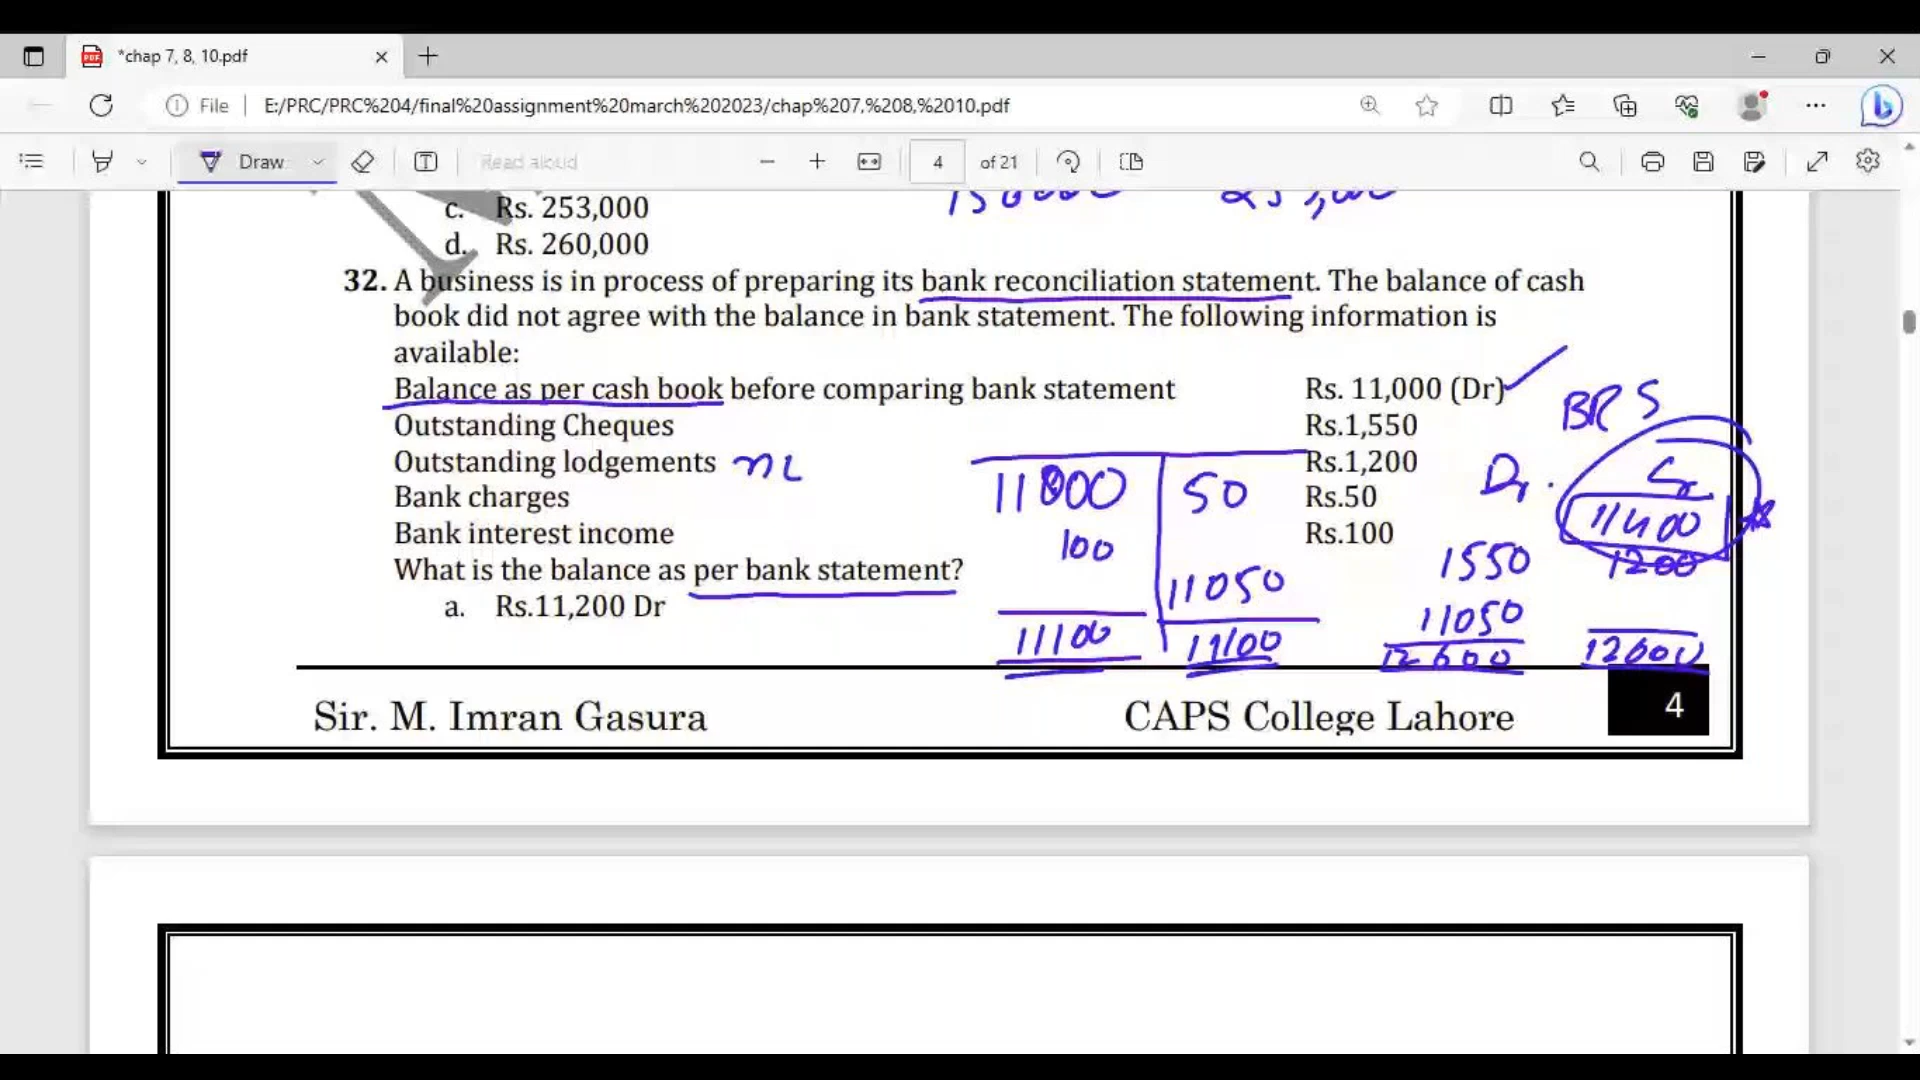 *chap 7, 8, 10.pdf
File
E:/PRC/PRC%204/final%20assignment%20march%202023/chap%207,%208,%2010.pdf
Draw
Read aloud
4
of 21
c. Rs. 253,000
d. Rs. 260,000
32. A business is in process of preparing its bank reconciliation statement. The balance of cash
book did not agree with the balance in bank statement. The following information is
available:
Balance as per cash book before comparing bank statement Rs. 11,000 (Dr)
BRS
Outstanding Cheques Rs.1,550
Outstanding lodgements Rs.1,200
Dr. Cr
Bank charges Rs.50
11000 50 11400
Bank interest income Rs.100
100 1550 1200
What is the balance as per bank statement?
11050 11050
a. Rs.11,200 Dr
11100 11100 12600 12600
Sir. M. Imran Gasura CAPS College Lahore 4